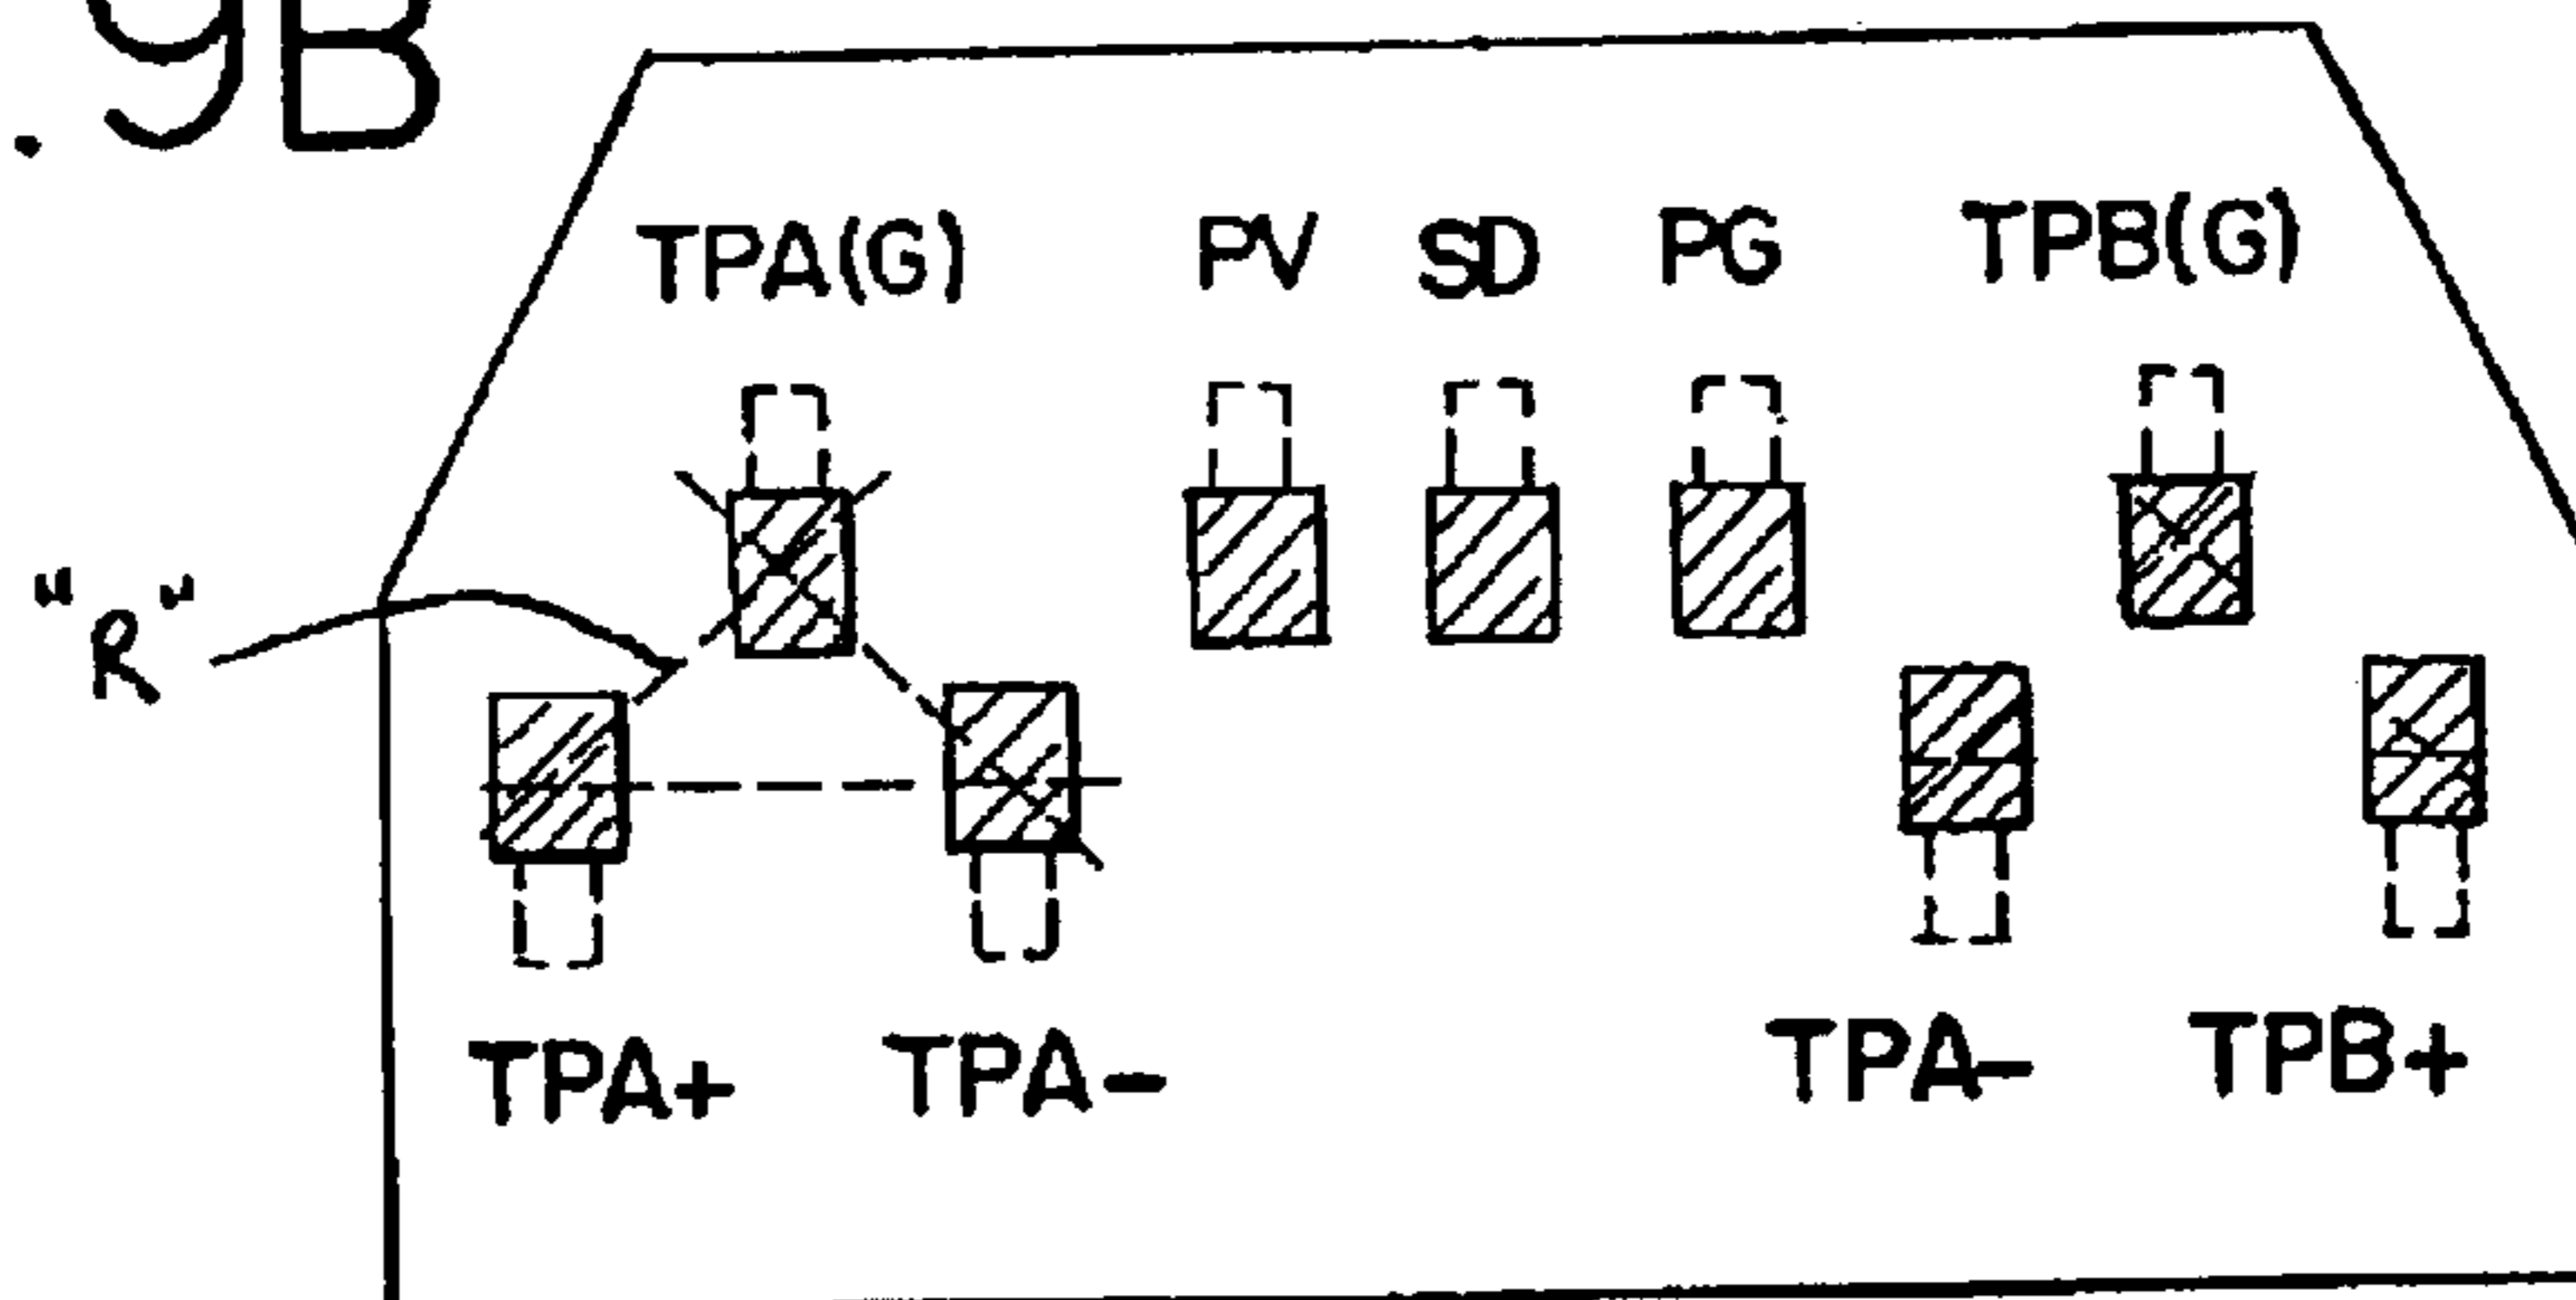 . 9B
TPA(G) PV SD PG TPB(G)
"R"
TPA+ TPA- TPA- TPB+